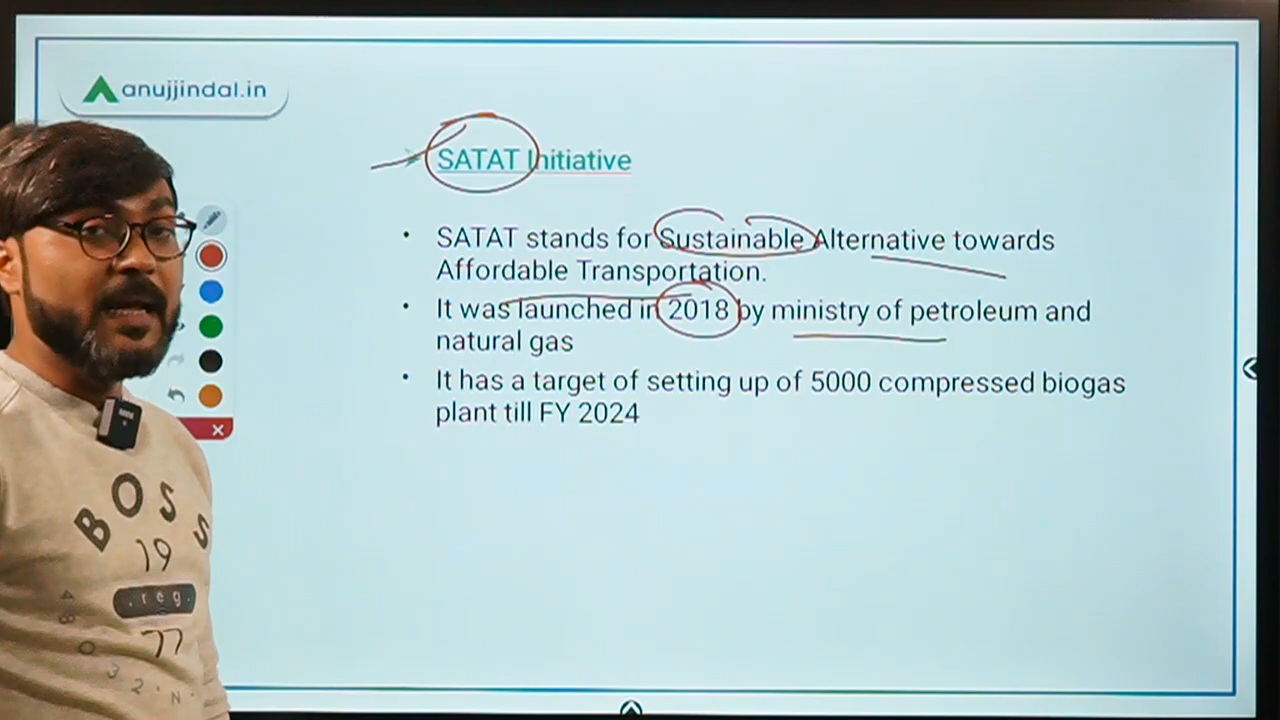 anujjindal.in
SATAT Initiative
• SATAT stands for Sustainable Alternative towards
Affordable Transportation.
• It was launched in 2018 by ministry of petroleum and
natural gas
• It has a target of setting up of 5000 compressed biogas
plant till FY 2024
BOSS
19
.reg.
77